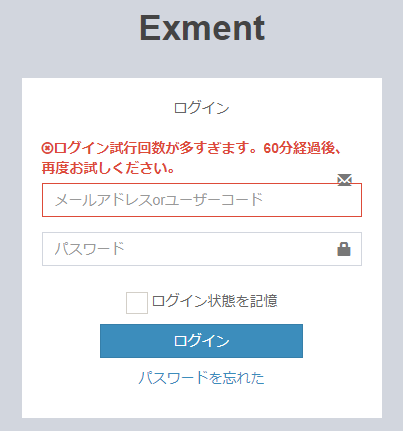 Exment
ログイン
ログイン試行回数が多すぎます。60分経過後、
再度お試しください。
メールアドレスorユーザーコード
パスワード
ログイン状態を記憶
ログイン
パスワードを忘れた